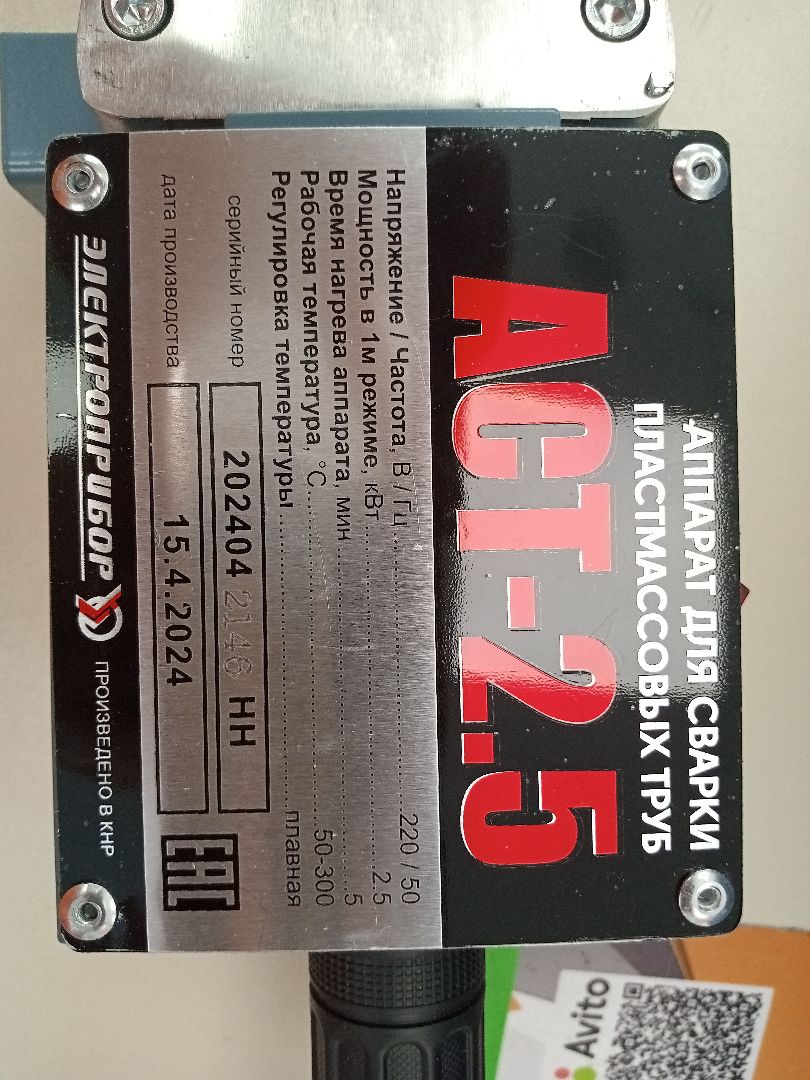 АППАРАТ ДЛЯ СВАРКИ
ПЛАСТМАССОВЫХ ТРУБ
АСТ-2.5
Напряжение / Частота, В / Гц 220 / 50
Мощность в 1м режиме, кВт 2.5
Время нагрева аппарата, мин 5
Рабочая температура, °С 50-300
Регулировка температуры плавная
серийный номер 202404 2146 НН
дата производства 15.4.2024
ЕАС
ЭЛЕКТРОПРИБОР ПРОИЗВЕДЕНО В КНР
Avito